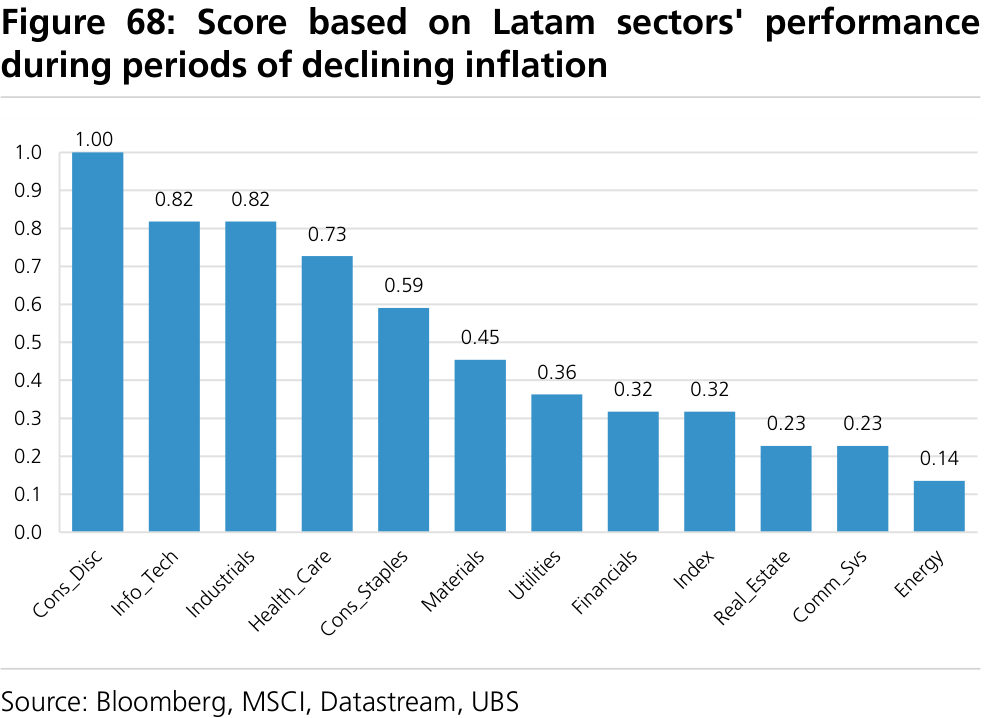 Figure 68: Score based on Latam sectors' performance
during periods of declining inflation
1.00
1.0
0.9
0.82
0.82
0.8
0.73
0.7
0.59
0.6
0.45
0.5
0.36
0.4
0.32
0.32
0.3
0.23
0.23
0.2
0.14
0.1
0.0
Cons_Disc
Info_Tech
Industrials
Health_Care
Cons_Staples
Materials
Utilities
Financials
Index
Real_Estate
Comm_Svs
Energy
Source: Bloomberg, MSCI, Datastream, UBS